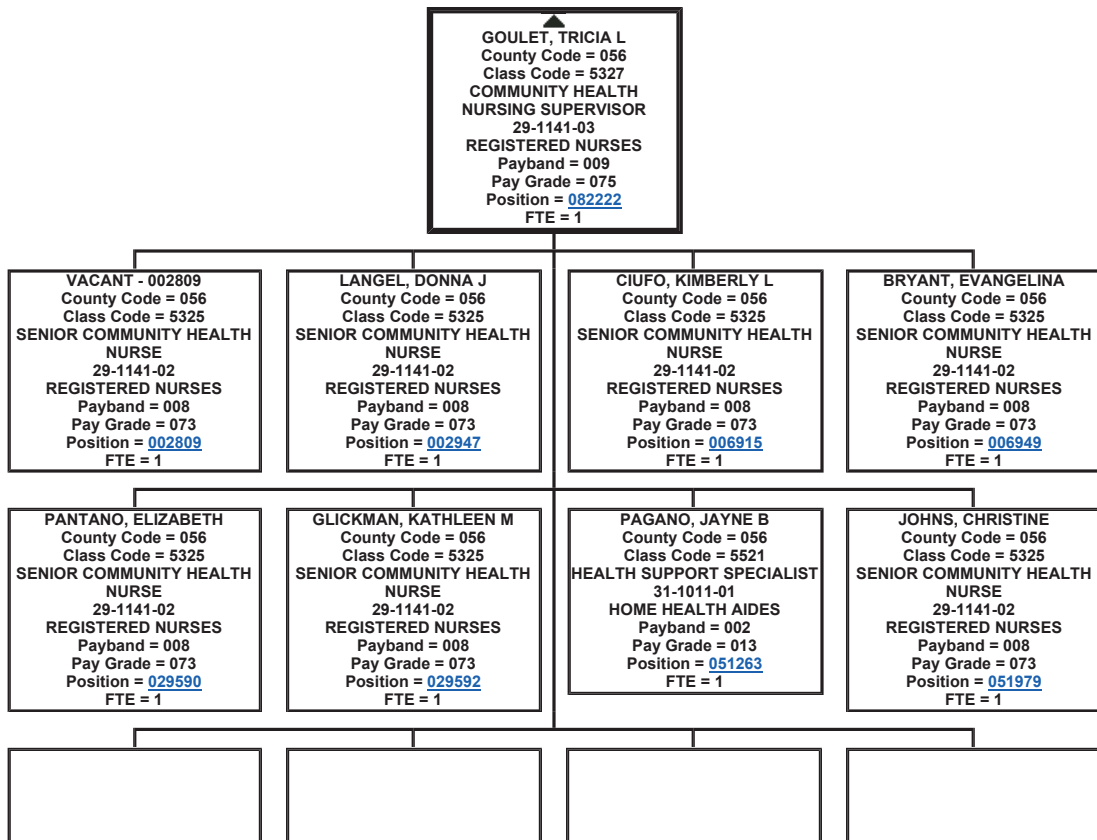 GOULET, TRICIA L
County Code = 056
Class Code = 5327
COMMUNITY HEALTH
NURSING SUPERVISOR
29-1141-03
REGISTERED NURSES
Payband = 009
Pay Grade = 075
Position = 082222
FTE = 1
VACANT - 002809
County Code = 056
Class Code = 5325
SENIOR COMMUNITY HEALTH
NURSE
29-1141-02
REGISTERED NURSES
Payband = 008
Pay Grade = 073
Position = 002809
FTE = 1
LANGEL, DONNA J
County Code = 056
Class Code = 5325
SENIOR COMMUNITY HEALTH
NURSE
29-1141-02
REGISTERED NURSES
Payband = 008
Pay Grade = 073
Position = 002947
FTE = 1
CIUFO, KIMBERLY L
County Code = 056
Class Code = 5325
SENIOR COMMUNITY HEALTH
NURSE
29-1141-02
REGISTERED NURSES
Payband = 008
Pay Grade = 073
Position = 006915
FTE = 1
BRYANT, EVANGELINA
County Code = 056
Class Code = 5325
SENIOR COMMUNITY HEALTH
NURSE
29-1141-02
REGISTERED NURSES
Payband = 008
Pay Grade = 073
Position = 006949
FTE = 1
PANTANO, ELIZABETH
County Code = 056
Class Code = 5325
SENIOR COMMUNITY HEALTH
NURSE
29-1141-02
REGISTERED NURSES
Payband = 008
Pay Grade = 073
Position = 029590
FTE = 1
GLICKMAN, KATHLEEN M
County Code = 056
Class Code = 5325
SENIOR COMMUNITY HEALTH
NURSE
29-1141-02
REGISTERED NURSES
Payband = 008
Pay Grade = 073
Position = 029592
FTE = 1
PAGANO, JAYNE B
County Code = 056
Class Code = 5521
HEALTH SUPPORT SPECIALIST
31-1011-01
HOME HEALTH AIDES
Payband = 002
Pay Grade = 013
Position = 051263
FTE = 1
JOHNS, CHRISTINE
County Code = 056
Class Code = 5325
SENIOR COMMUNITY HEALTH
NURSE
29-1141-02
REGISTERED NURSES
Payband = 008
Pay Grade = 073
Position = 051979
FTE = 1